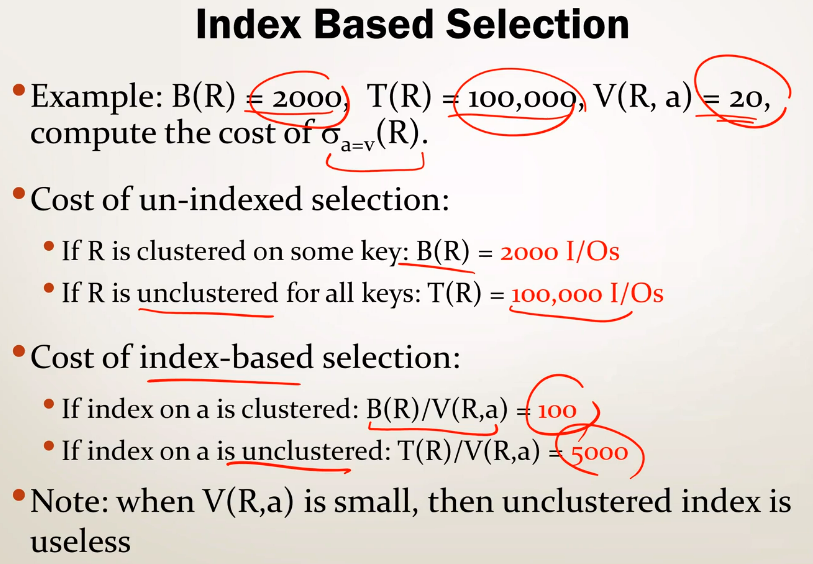 Index Based Selection
• Example: B(R) = 2000, T(R) = 100,000, V(R, a) = 20,
compute the cost of σa=v(R).
• Cost of un-indexed selection:
• If R is clustered on some key: B(R) = 2000 I/Os
• If R is unclustered for all keys: T(R) = 100,000 I/Os
• Cost of index-based selection:
• If index on a is clustered: B(R)/V(R,a) = 100
• If index on a is unclustered: T(R)/V(R,a) = 5000
• Note: when V(R,a) is small, then unclustered index is
useless